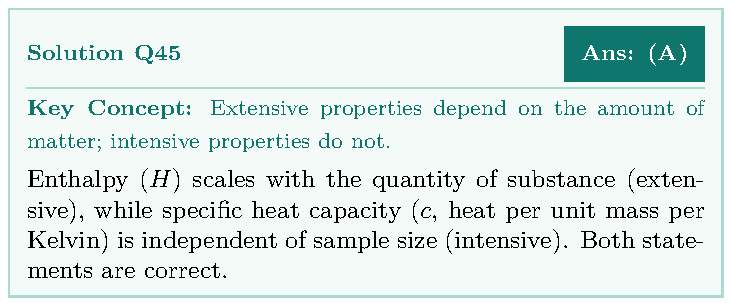 Solution Q45
Ans: (A)
Key Concept: Extensive properties depend on the amount of
matter; intensive properties do not.
Enthalpy (H) scales with the quantity of substance (exten-
sive), while specific heat capacity (c, heat per unit mass per
Kelvin) is independent of sample size (intensive). Both state-
ments are correct.